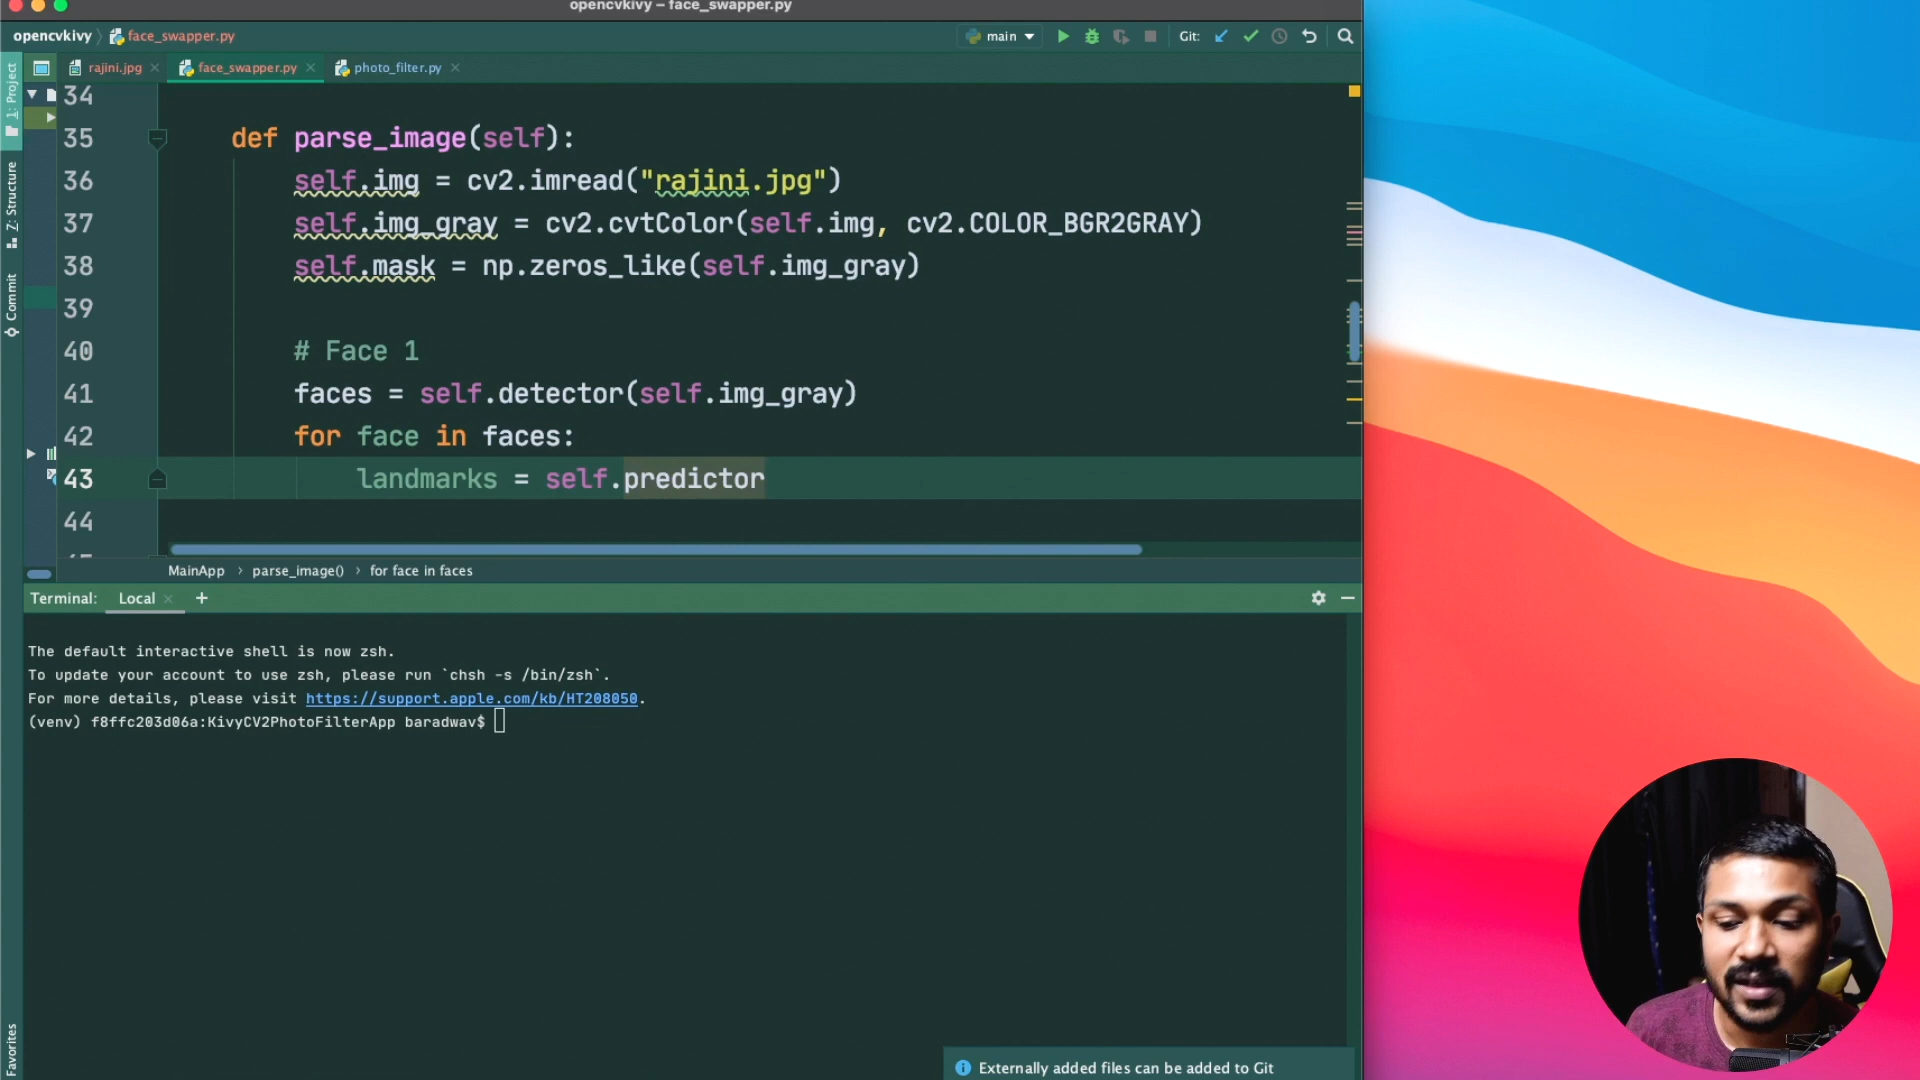 opencvkivy – face_swapper.py
opencvkivy face_swapper.py main Git:
rajini.jpg face_swapper.py photo_filter.py
1: Project
Z: Structure
Commit
Favorites
34
35 def parse_image(self):
36 self.img = cv2.imread("rajini.jpg")
37 self.img_gray = cv2.cvtColor(self.img, cv2.COLOR_BGR2GRAY)
38 self.mask = np.zeros_like(self.img_gray)
39
40 # Face 1
41 faces = self.detector(self.img_gray)
42 for face in faces:
43 landmarks = self.predictor
44
MainApp › parse_image() › for face in faces
Terminal: Local +
The default interactive shell is now zsh.
To update your account to use zsh, please run `chsh -s /bin/zsh`.
For more details, please visit https://support.apple.com/kb/HT208050.
(venv) f8ffc203d06a:KivyCV2PhotoFilterApp baradwav$
Externally added files can be added to Git